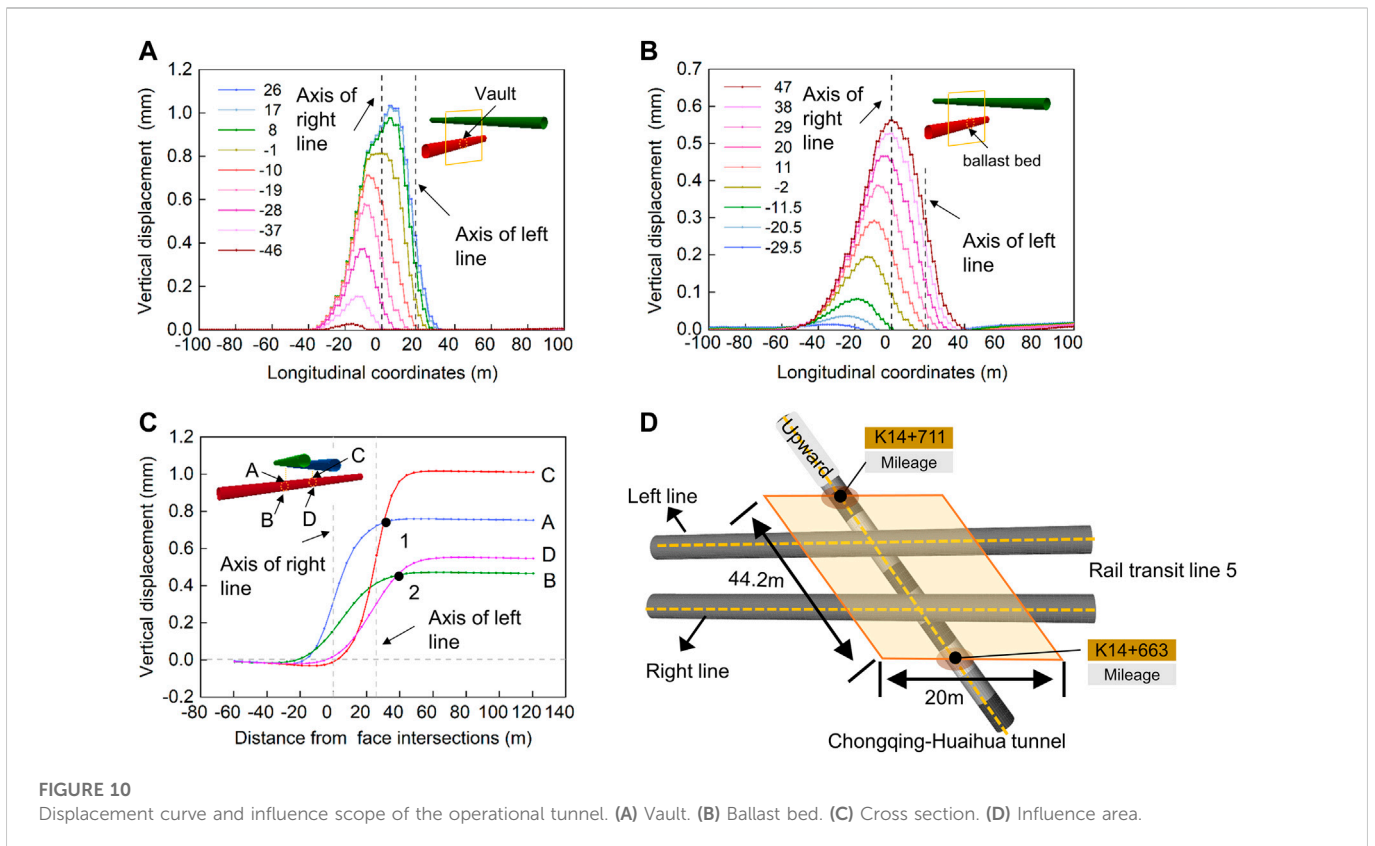 A
Vertical displacement (mm)
1.2
1.0
0.8
0.6
0.4
0.2
0.0
-100 -80 -60 -40 -20 0 20 40 60 80 100
Longitudinal coordinates (m)
26
17
8
-1
-10
-19
-28
-37
-46
Axis of
right
line
Vault
Axis of left
line
B
Vertical displacement (mm)
0.7
0.6
0.5
0.4
0.3
0.2
0.1
0.0
-100 -80 -60 -40 -20 0 20 40 60 80 100
Longitudinal coordinates (m)
47
38
29
20
11
-2
-11.5
-20.5
-29.5
Axis of
right
line
ballast bed
Axis of left
line
C
Vertical displacement (mm)
1.2
1.0
0.8
0.6
0.4
0.2
0.0
-0.2
-80 -60 -40 -20 0 20 40 60 80 100 120 140
Distance from face intersections (m)
A
C
B
D
Axis of right
line
1
2
Axis of left
line
C
A
D
B
D
Upward
K14+711
Mileage
Left line
44.2m
Rail transit line 5
Right line
K14+663
Mileage
20m
Chongqing-Huaihua tunnel
FIGURE 10
Displacement curve and influence scope of the operational tunnel. (A) Vault. (B) Ballast bed. (C) Cross section. (D) Influence area.